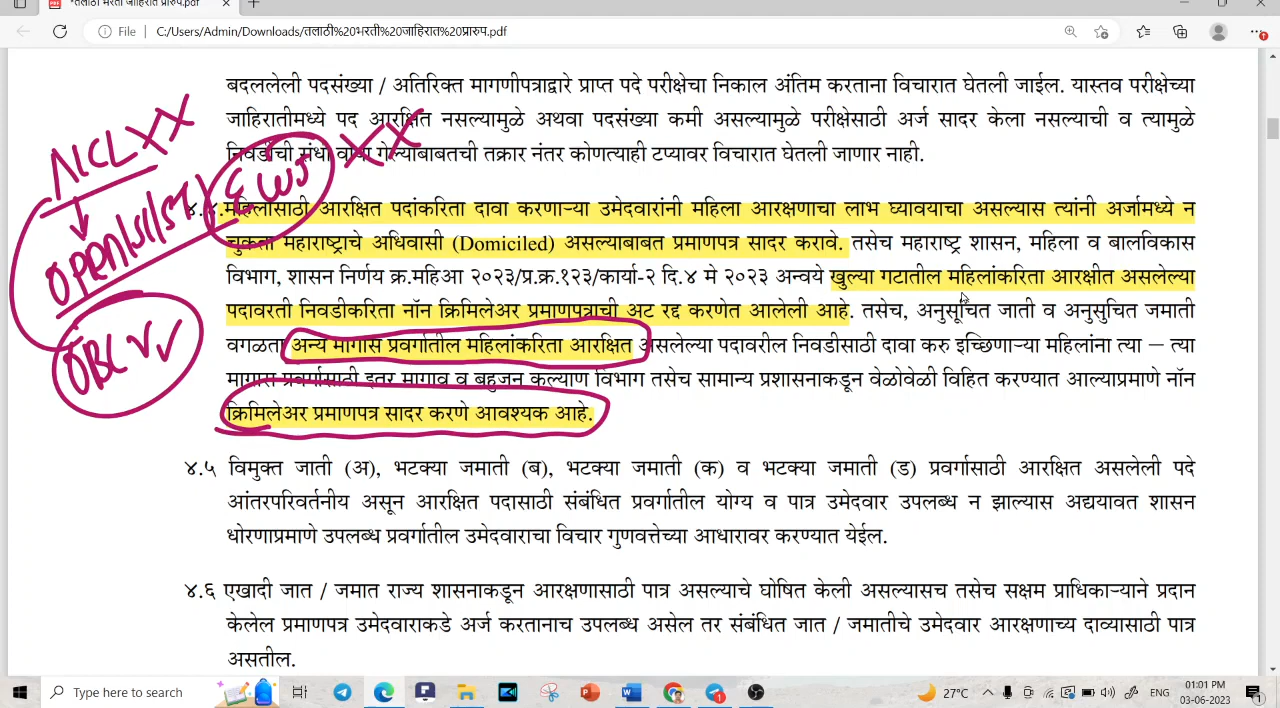 *तलाठी भरती जाहिरात प्रारुप.pdf
File C:/Users/Admin/Downloads/तलाठी%20भरती%20जाहिरात%20प्रारुप.pdf
बदललेली पदसंख्या / अतिरिक्त मागणीपत्राद्वारे प्राप्त पदे परीक्षेचा निकाल अंतिम करताना विचारात घेतली जाईल. यास्तव परीक्षेच्या
जाहिरातीमध्ये पद आरक्षित नसल्यामुळे अथवा पदसंख्या कमी असल्यामुळे परीक्षेसाठी अर्ज सादर केला नसल्याची व त्यामुळे
निवडीची संधी वाया गेल्याबाबतची तक्रार नंतर कोणत्याही टप्प्यावर विचारात घेतली जाणार नाही.
NCL XX
OPEN/SC/ST/ EWS XX
OBC
४.४ महिलांसाठी आरक्षित पदांकरिता दावा करणाऱ्या उमेदवारांनी महिला आरक्षणाचा लाभ घ्यावयाचा असल्यास त्यांनी अर्जामध्ये न
चुकता महाराष्ट्राचे अधिवासी (Domiciled) असल्याबाबत प्रमाणपत्र सादर करावे. तसेच महाराष्ट्र शासन, महिला व बालविकास
विभाग, शासन निर्णय क्र.महिआ २०२३/प्र.क्र.१२३/कार्या-२ दि.४ मे २०२३ अन्वये खुल्या गटातील महिलांकरिता आरक्षीत असलेल्या
पदावरती निवडीकरिता नॉन क्रिमिलेअर प्रमाणपत्राची अट रद्द करणेत आलेली आहे. तसेच, अनुसूचित जाती व अनुसुचित जमाती
वगळता अन्य मागास प्रवर्गातील महिलांकरिता आरक्षित असलेल्या पदावरील निवडीसाठी दावा करु इच्छिणाऱ्या महिलांना त्या – त्या
मागास प्रवर्गासाठी इतर मागाव व बहुजन कल्याण विभाग तसेच सामान्य प्रशासनाकडून वेळोवेळी विहित करण्यात आल्याप्रमाणे नॉन
क्रिमिलेअर प्रमाणपत्र सादर करणे आवश्यक आहे.
४.५ विमुक्त जाती (अ), भटक्या जमाती (ब), भटक्या जमाती (क) व भटक्या जमाती (ड) प्रवर्गासाठी आरक्षित असलेली पदे
आंतरपरिवर्तनीय असून आरक्षित पदासाठी संबंधित प्रवर्गातील योग्य व पात्र उमेदवार उपलब्ध न झाल्यास अद्ययावत शासन
धोरणाप्रमाणे उपलब्ध प्रवर्गातील उमेदवाराचा विचार गुणवत्तेच्या आधारावर करण्यात येईल.
४.६ एखादी जात / जमात राज्य शासनाकडून आरक्षणासाठी पात्र असल्याचे घोषित केली असल्यासच तसेच सक्षम प्राधिकाऱ्याने प्रदान
केलेल प्रमाणपत्र उमेदवाराकडे अर्ज करतानाच उपलब्ध असेल तर संबंधित जात / जमातीचे उमेदवार आरक्षणाच्य दाव्यासाठी पात्र
असतील.
Type here to search 27°C ENG 01:01 PM
03-06-2023